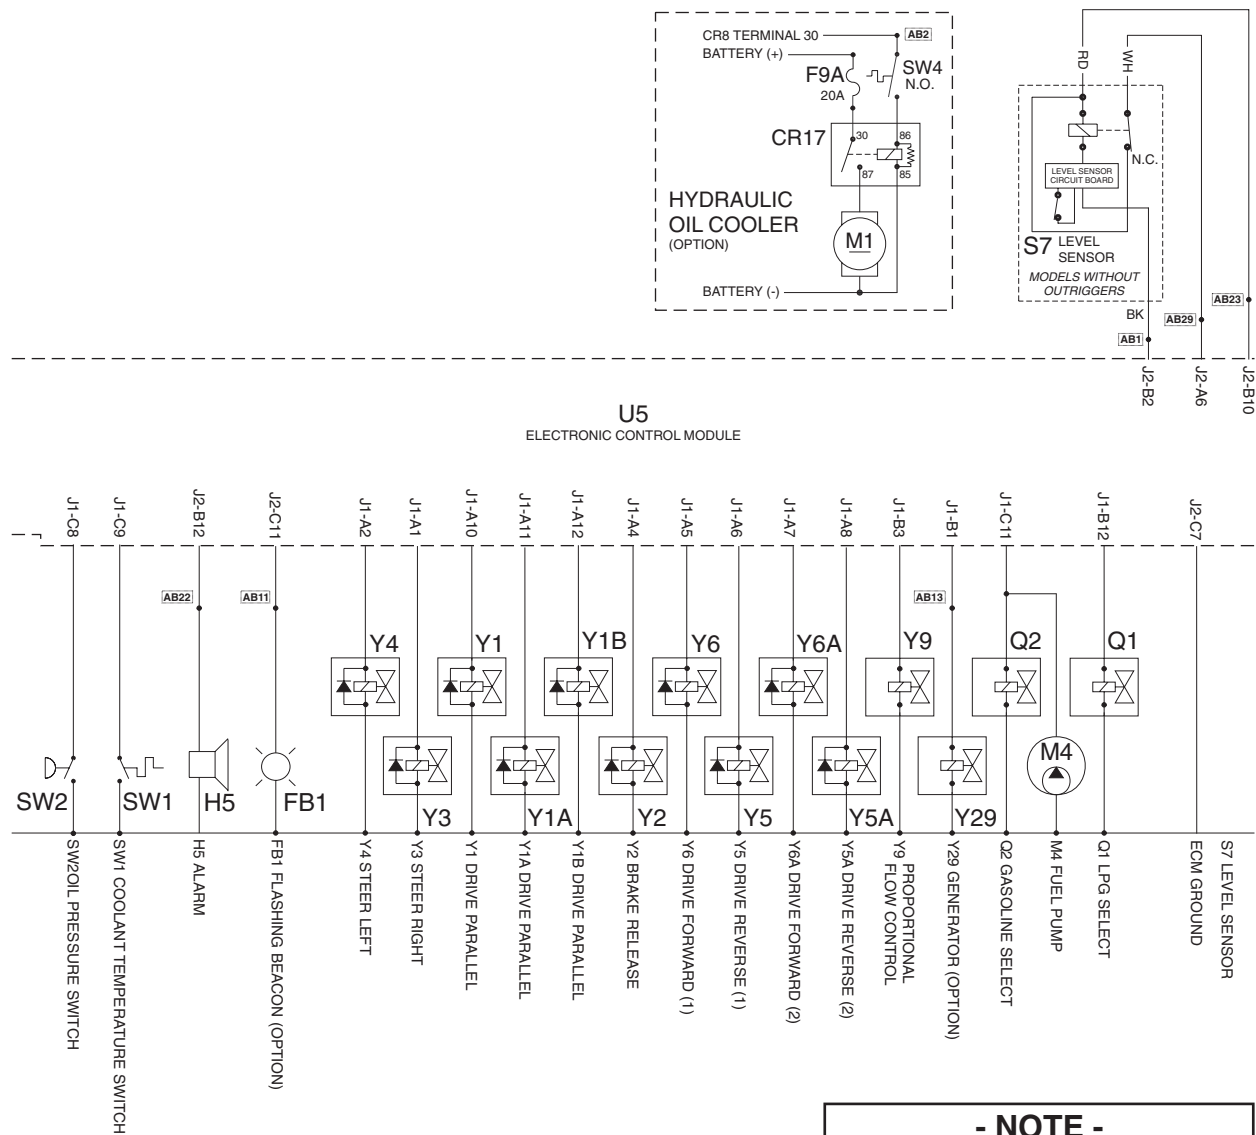 CR8 TERMINAL 30
AB2
BATTERY (+)
F9A
20A
SW4
N.O.
CR17
30
86
87
85
HYDRAULIC
OIL COOLER
(OPTION)
M1
BATTERY (-)
RD
WH
N.C.
LEVEL SENSOR
CIRCUIT BOARD
S7 LEVEL
SENSOR
MODELS WITHOUT
OUTRIGGERS
BK
AB1
AB29
AB23
J2-B2
J2-A6
J2-B10
U5
ELECTRONIC CONTROL MODULE
J1-C8
J1-C9
J2-B12
J2-C11
J1-A2
J1-A1
J1-A10
J1-A11
J1-A12
J1-A4
J1-A5
J1-A6
J1-A7
J1-A8
J1-B3
J1-B1
J1-C11
J1-B12
J2-C7
AB22
AB11
AB13
Y4
Y1
Y1B
Y6
Y6A
Y9
Q2
Q1
SW2
SW1
H5
FB1
Y3
Y1A
Y2
Y5
Y5A
Y29
M4
SW2OIL PRESSURE SWITCH
SW1 COOLANT TEMPERATURE SWITCH
H5 ALARM
FB1 FLASHING BEACON (OPTION)
Y4 STEER LEFT
Y3 STEER RIGHT
Y1 DRIVE PARALLEL
Y1A DRIVE PARALLEL
Y1B DRIVE PARALLEL
Y2 BRAKE RELEASE
Y6 DRIVE FORWARD (1)
Y5 DRIVE REVERSE (1)
Y6A DRIVE FORWARD (2)
Y5A DRIVE REVERSE (2)
Y9 PROPORTIONAL
FLOW CONTROL
Y29 GENERATOR (OPTION)
Q2 GASOLINE SELECT
M4 FUEL PUMP
Q1 LPG SELECT
ECM GROUND
S7 LEVEL SENSOR
- NOTE -